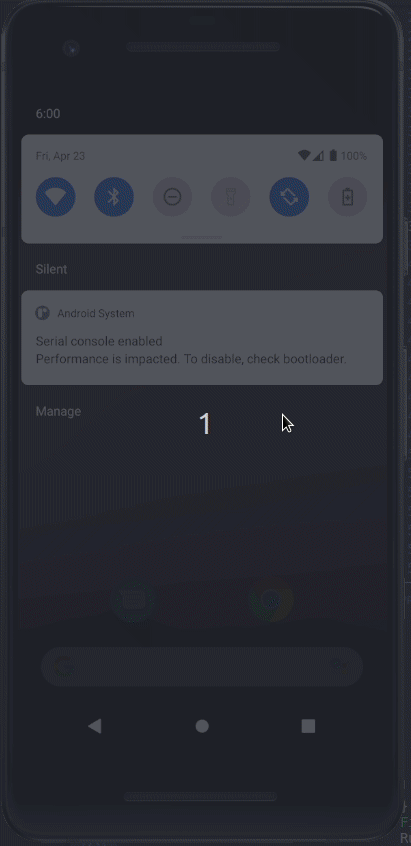 6:00
Fri, Apr 23
100%
Silent
Android System
Serial console enabled
Performance is impacted. To disable, check bootloader.
Manage
1